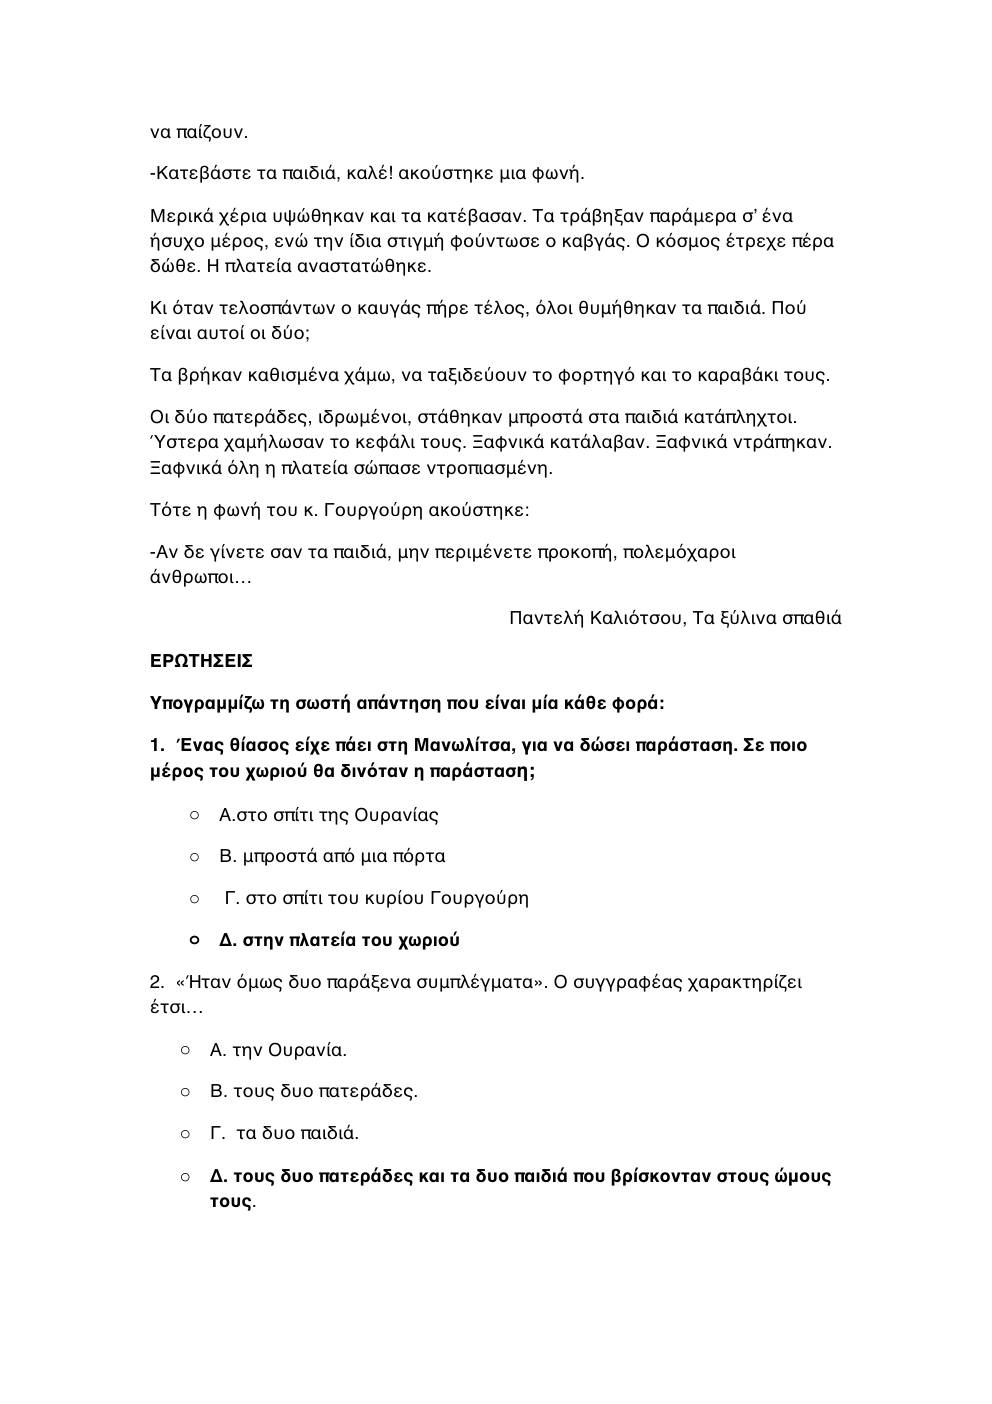 να παίζουν.
-Κατεβάστε τα παιδιά, καλέ! ακούστηκε μια φωνή.
Μερικά χέρια υψώθηκαν και τα κατέβασαν. Τα τράβηξαν παράμερα σ’ ένα
ήσυχο μέρος, ενώ την ίδια στιγμή φούντωσε ο καβγάς. Ο κόσμος έτρεχε πέρα
δώθε. Η πλατεία αναστατώθηκε.
Κι όταν τελοσπάντων ο καυγάς πήρε τέλος, όλοι θυμήθηκαν τα παιδιά. Πού
είναι αυτοί οι δύο;
Τα βρήκαν καθισμένα χάμω, να ταξιδεύουν το φορτηγό και το καραβάκι τους.
Οι δύο πατεράδες, ιδρωμένοι, στάθηκαν μπροστά στα παιδιά κατάπληχτοι.
Ύστερα χαμήλωσαν το κεφάλι τους. Ξαφνικά κατάλαβαν. Ξαφνικά ντράπηκαν.
Ξαφνικά όλη η πλατεία σώπασε ντροπιασμένη.
Τότε η φωνή του κ. Γουργούρη ακούστηκε:
-Αν δε γίνετε σαν τα παιδιά, μην περιμένετε προκοπή, πολεμόχαροι
άνθρωποι…
Παντελή Καλιότσου, Τα ξύλινα σπαθιά
ΕΡΩΤΗΣΕΙΣ
Υπογραμμίζω τη σωστή απάντηση που είναι μία κάθε φορά:
1. Ένας θίασος είχε πάει στη Μανωλίτσα, για να δώσει παράσταση. Σε ποιο
μέρος του χωριού θα δινόταν η παράσταση;
○ Α.στο σπίτι της Ουρανίας
○ Β. μπροστά από μια πόρτα
○ Γ. στο σπίτι του κυρίου Γουργούρη
○ Δ. στην πλατεία του χωριού
2. «Ήταν όμως δυο παράξενα συμπλέγματα». Ο συγγραφέας χαρακτηρίζει
έτσι…
○ Α. την Ουρανία.
○ Β. τους δυο πατεράδες.
○ Γ. τα δυο παιδιά.
○ Δ. τους δυο πατεράδες και τα δυο παιδιά που βρίσκονταν στους ώμους
τους.